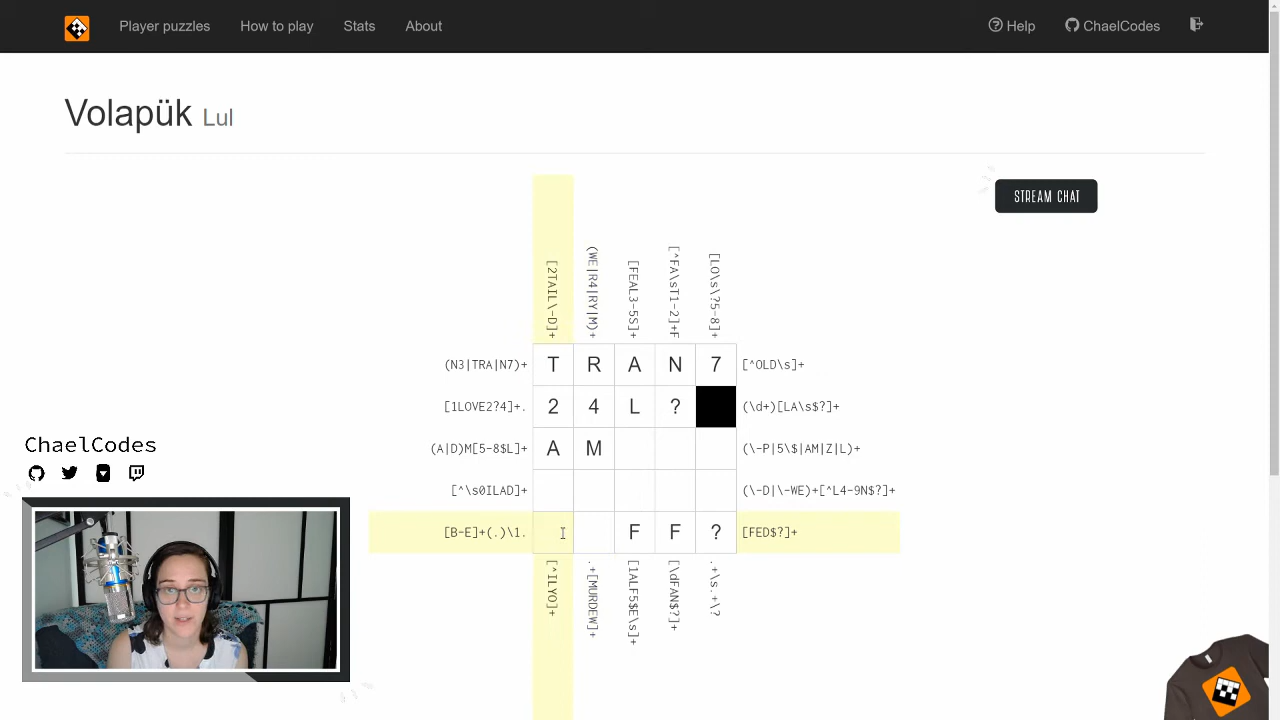 Player puzzles How to play Stats About Help ChaelCodes
Volapük Lul
STREAM CHAT
[2TAIL\-D]+ (WE|R4|RY|M)+ [FEAL3-5S]+ [^FA\sT1-2]+F [LO\s\?5-8]+
(N3|TRA|N7)+ T R A N 7 [^OLD\s]+
[1LOVE2?4]+. 2 4 L ? (\d+)[LA\s$?]+
(A|D)M[5-8$L]+ A M (\-P|5\$|AM|Z|L)+
[^\s0ILAD]+ (\-D|\-WE)+[^L4-9N$?]+
[B-E]+(.)\1. F F ? [FED$?]+
[^ILYO]+ .+[MURDEW]+ [1ALF5$E\s]+ [\dFAN$?]+ .+\s.+\?
ChaelCodes